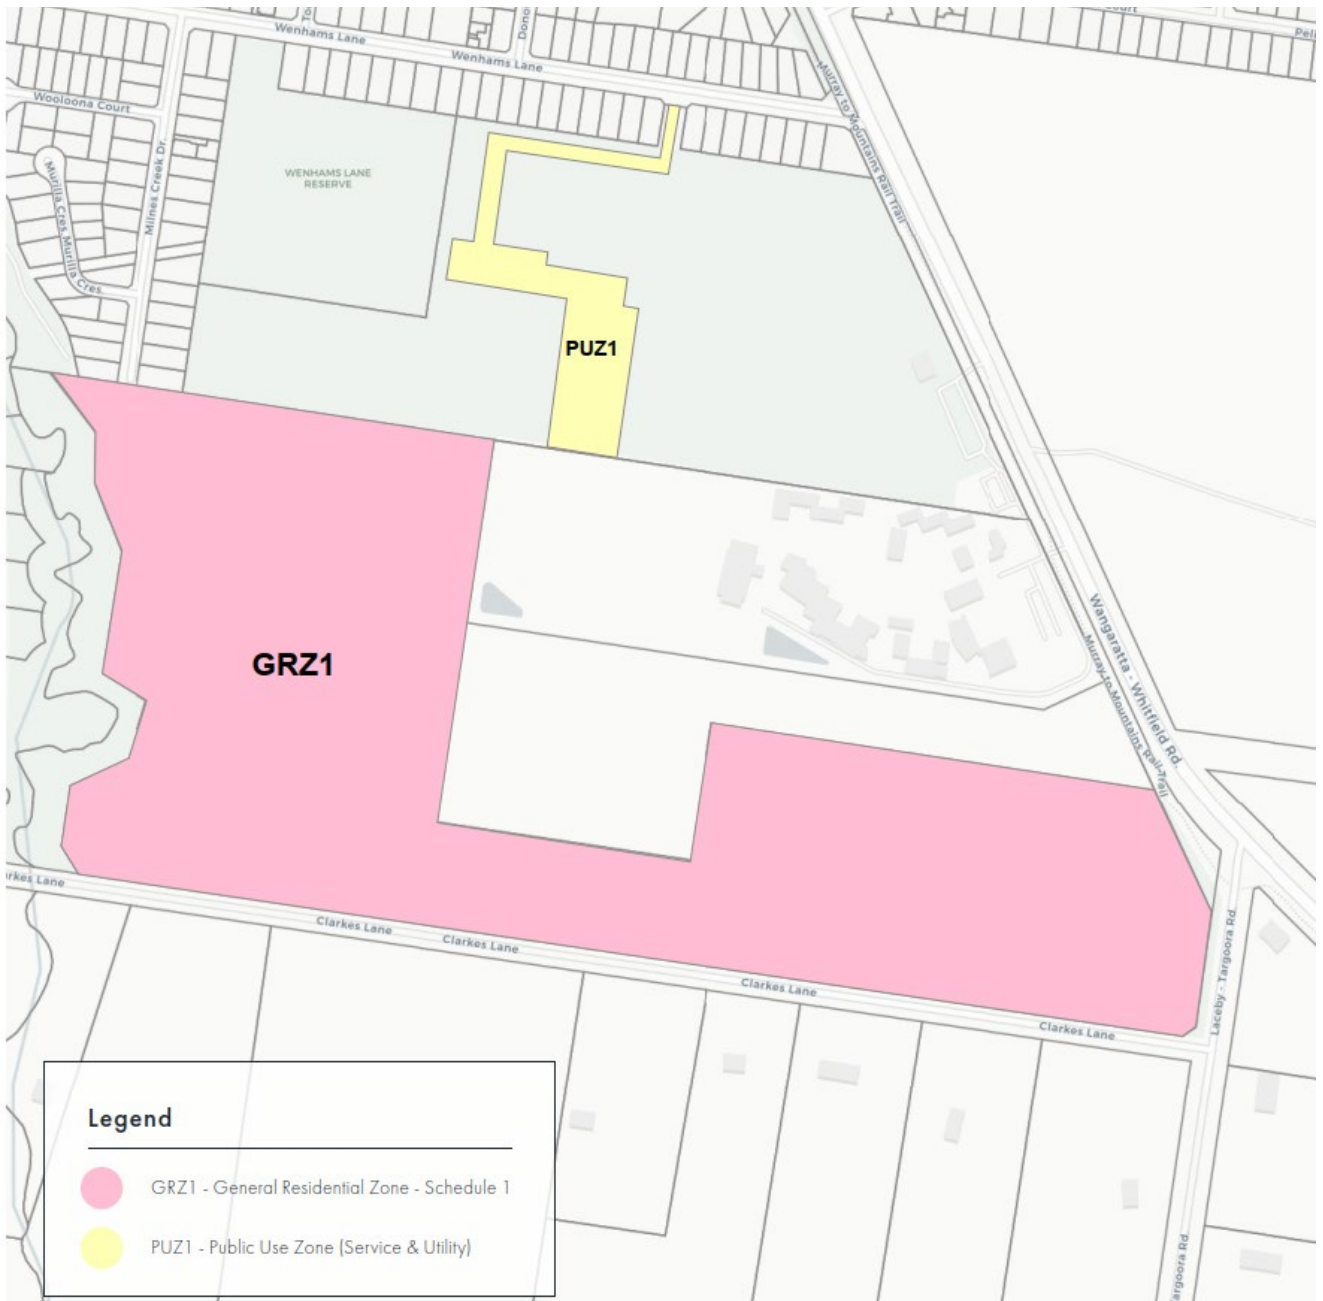 Wenhams Lane
Wenhams Lane
Wooloona Court
Murilla Cres
Murilla Cres
Milnes Creek Dr.
WENHAMS LANE
RESERVE
Murray to Mountains Rail Trail
PUZ1
GRZ1
Wangaratta - Whitfield Rd.
Murray to Mountains Rail Trail
Clarkes Lane
Clarkes Lane
Clarkes Lane
Clarkes Lane
Laceby - Targoora Rd.
Legend
GRZ1 - General Residential Zone - Schedule 1
PUZ1 - Public Use Zone (Service & Utility)